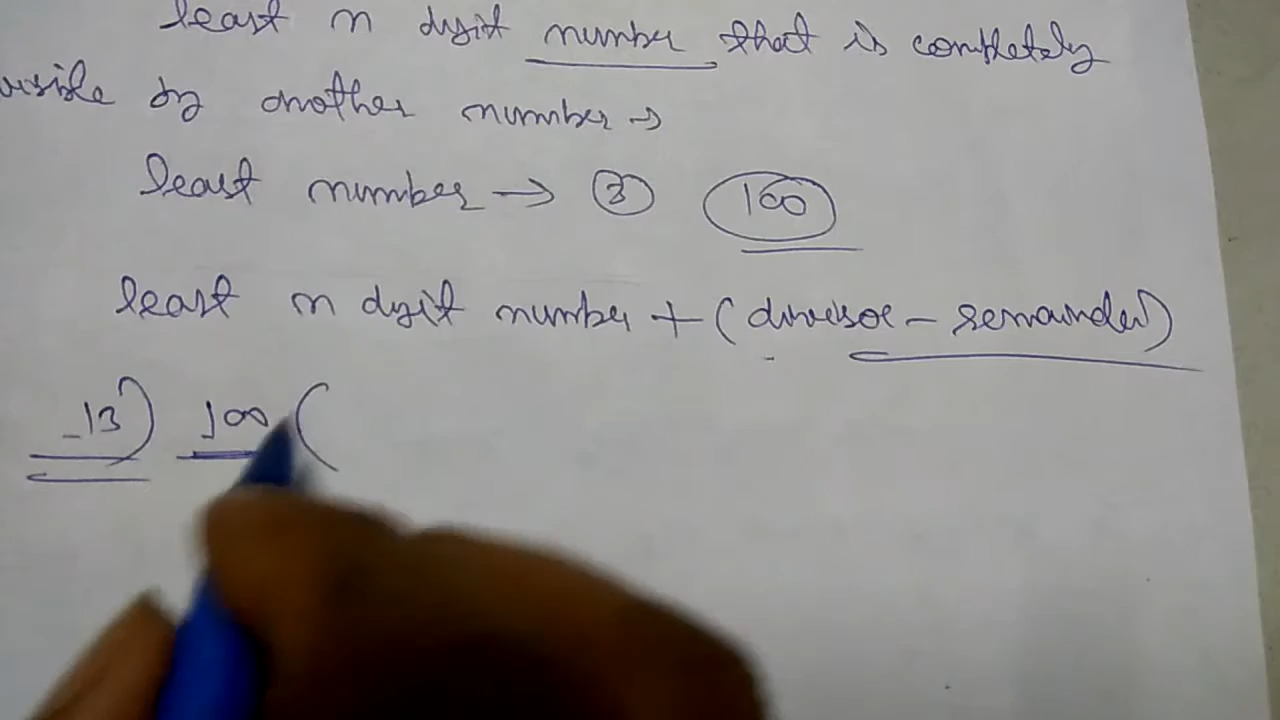 least n digit number that is completely
visible by another number →
least number → 3 100
least n digit number + (divisor - remainder)
13) 100 (